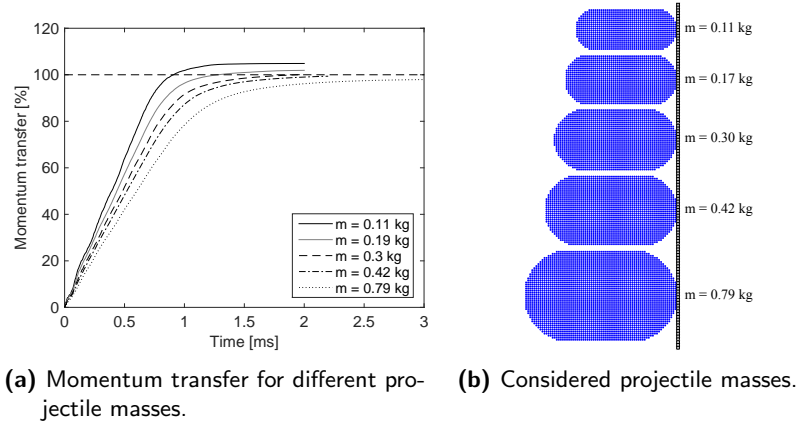 120
100
80
60
40
20
0
Momentum transfer [%]
0
0.5
1
1.5
2
2.5
3
Time [ms]
m = 0.11 kg
m = 0.19 kg
m = 0.3 kg
m = 0.42 kg
m = 0.79 kg
m = 0.11 kg
m = 0.17 kg
m = 0.30 kg
m = 0.42 kg
m = 0.79 kg
(a) Momentum transfer for different pro-
jectile masses.
(b) Considered projectile masses.